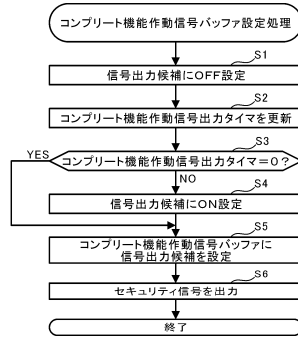 コンプリート機能作動信号バッファ設定処理
S1
信号出力候補にOFF設定
S2
コンプリート機能作動信号出力タイマを更新
S3
YES
コンプリート機能作動信号出力タイマ=0?
NO
S4
信号出力候補にON設定
S5
コンプリート機能作動信号バッファに
信号出力候補を設定
S6
セキュリティ信号を出力
終了